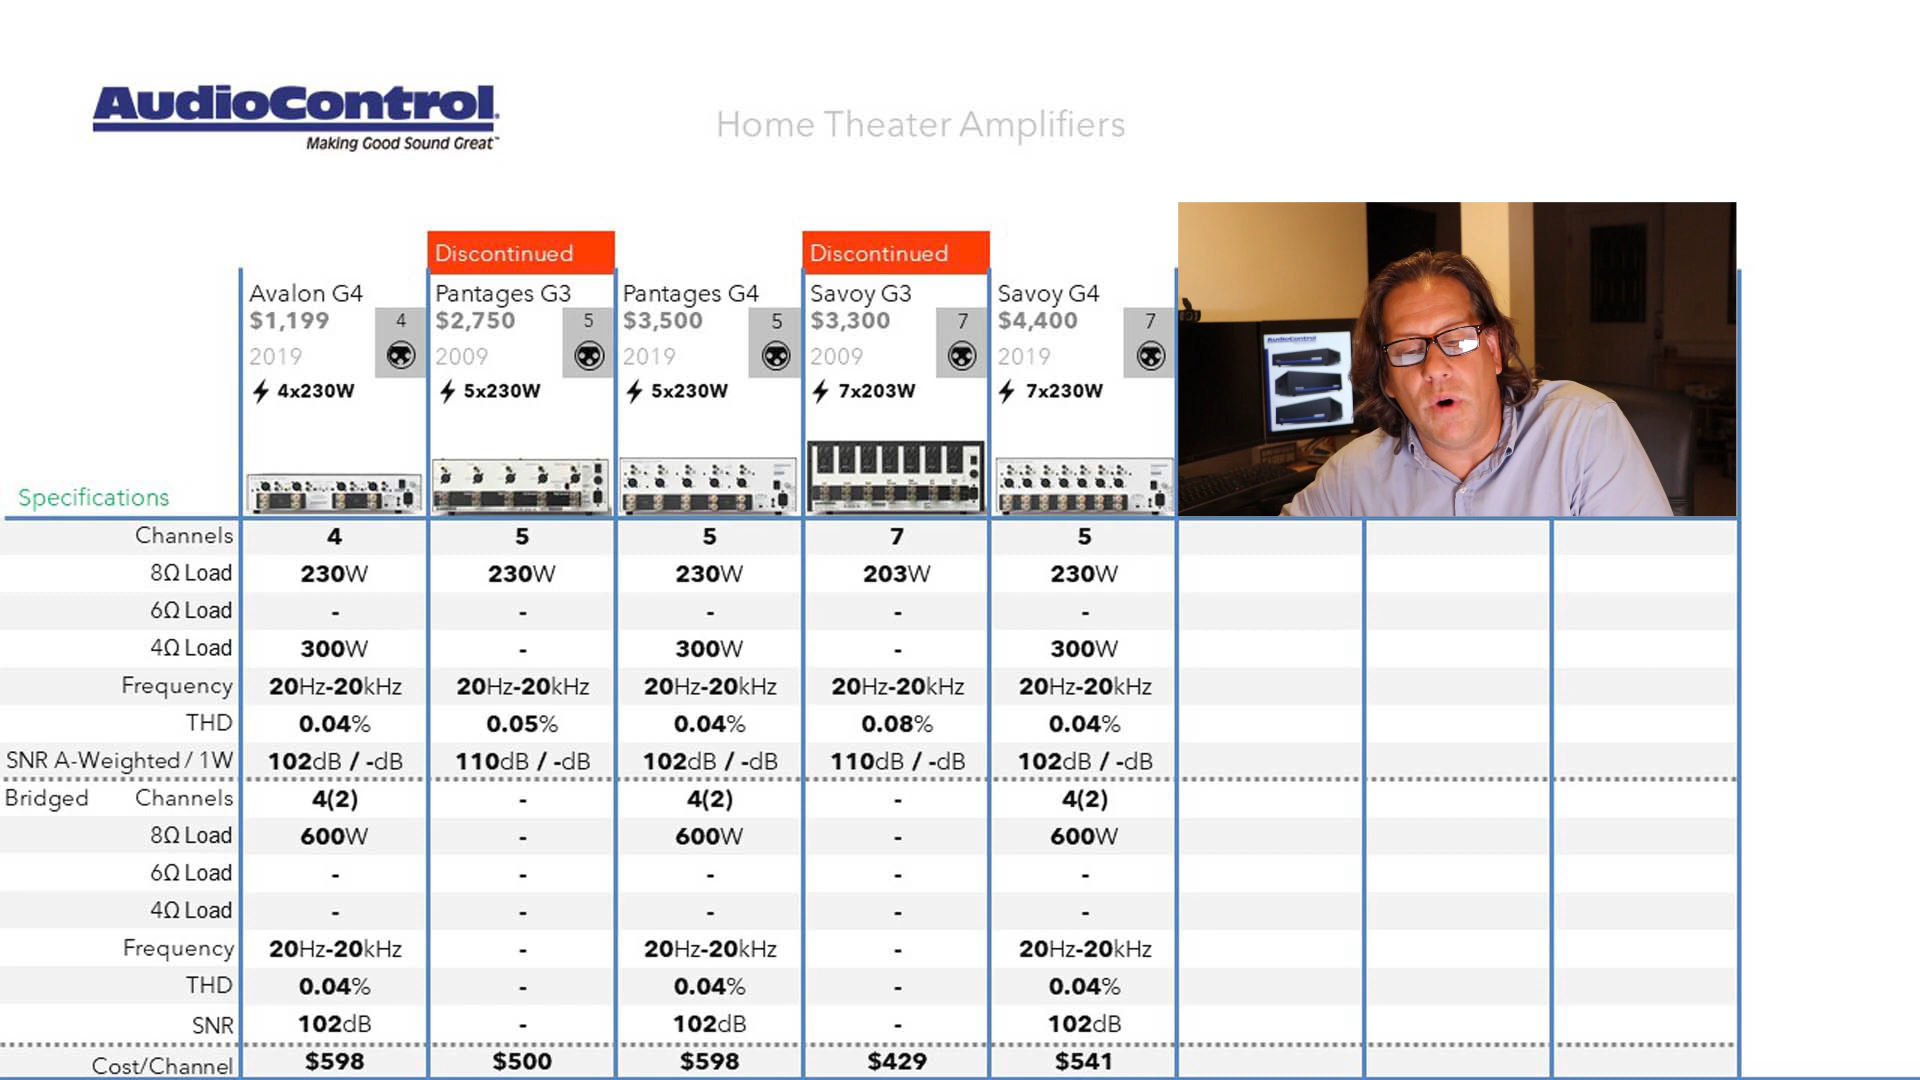 AudioControl
Making Good Sound Great™
Home Theater Amplifiers
Discontinued
Discontinued
Avalon G4
$1,199
4
2019
4x230W
Pantages G3
$2,750
5
2009
5x230W
Pantages G4
$3,500
5
2019
5x230W
Savoy G3
$3,300
7
2009
7x203W
Savoy G4
$4,400
7
2019
7x230W
AudioControl
Specifications
Channels 4 5 5 7 5
8Ω Load 230W 230W 230W 203W 230W
6Ω Load - - - - -
4Ω Load 300W - 300W - 300W
Frequency 20Hz-20kHz 20Hz-20kHz 20Hz-20kHz 20Hz-20kHz 20Hz-20kHz
THD 0.04% 0.05% 0.04% 0.08% 0.04%
SNR A-Weighted / 1W 102dB / -dB 110dB / -dB 102dB / -dB 110dB / -dB 102dB / -dB
Bridged Channels 4(2) - 4(2) - 4(2)
8Ω Load 600W - 600W - 600W
6Ω Load - - - - -
4Ω Load - - - - -
Frequency 20Hz-20kHz - 20Hz-20kHz - 20Hz-20kHz
THD 0.04% - 0.04% - 0.04%
SNR 102dB - 102dB - 102dB
Cost/Channel $598 $500 $598 $429 $541